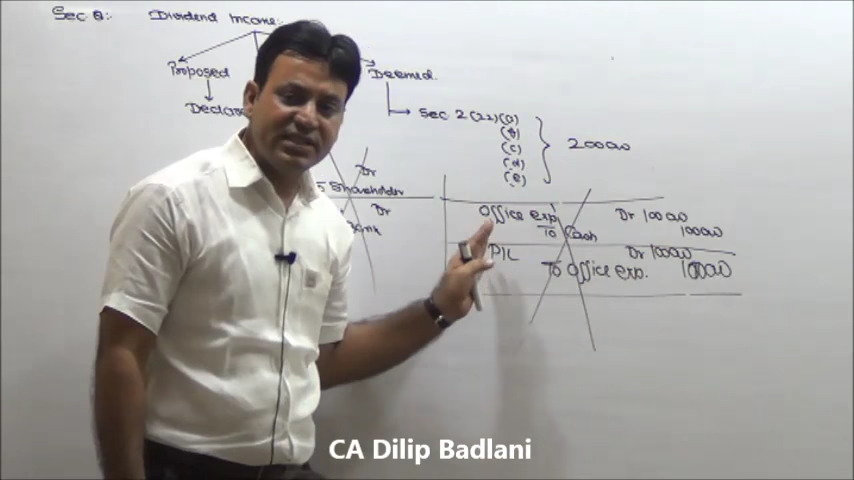 Sec 8:- Dividend Income:-
Proposed
Deemed.
Sec 2(22)(a)
(b)
(c)
(d)
(e)
20000
Dr
Shareholder
Dr
Office exp Dr 10000
To Cash 10000
P/L Dr 10000
To Office exp. 10000
CA Dilip Badlani